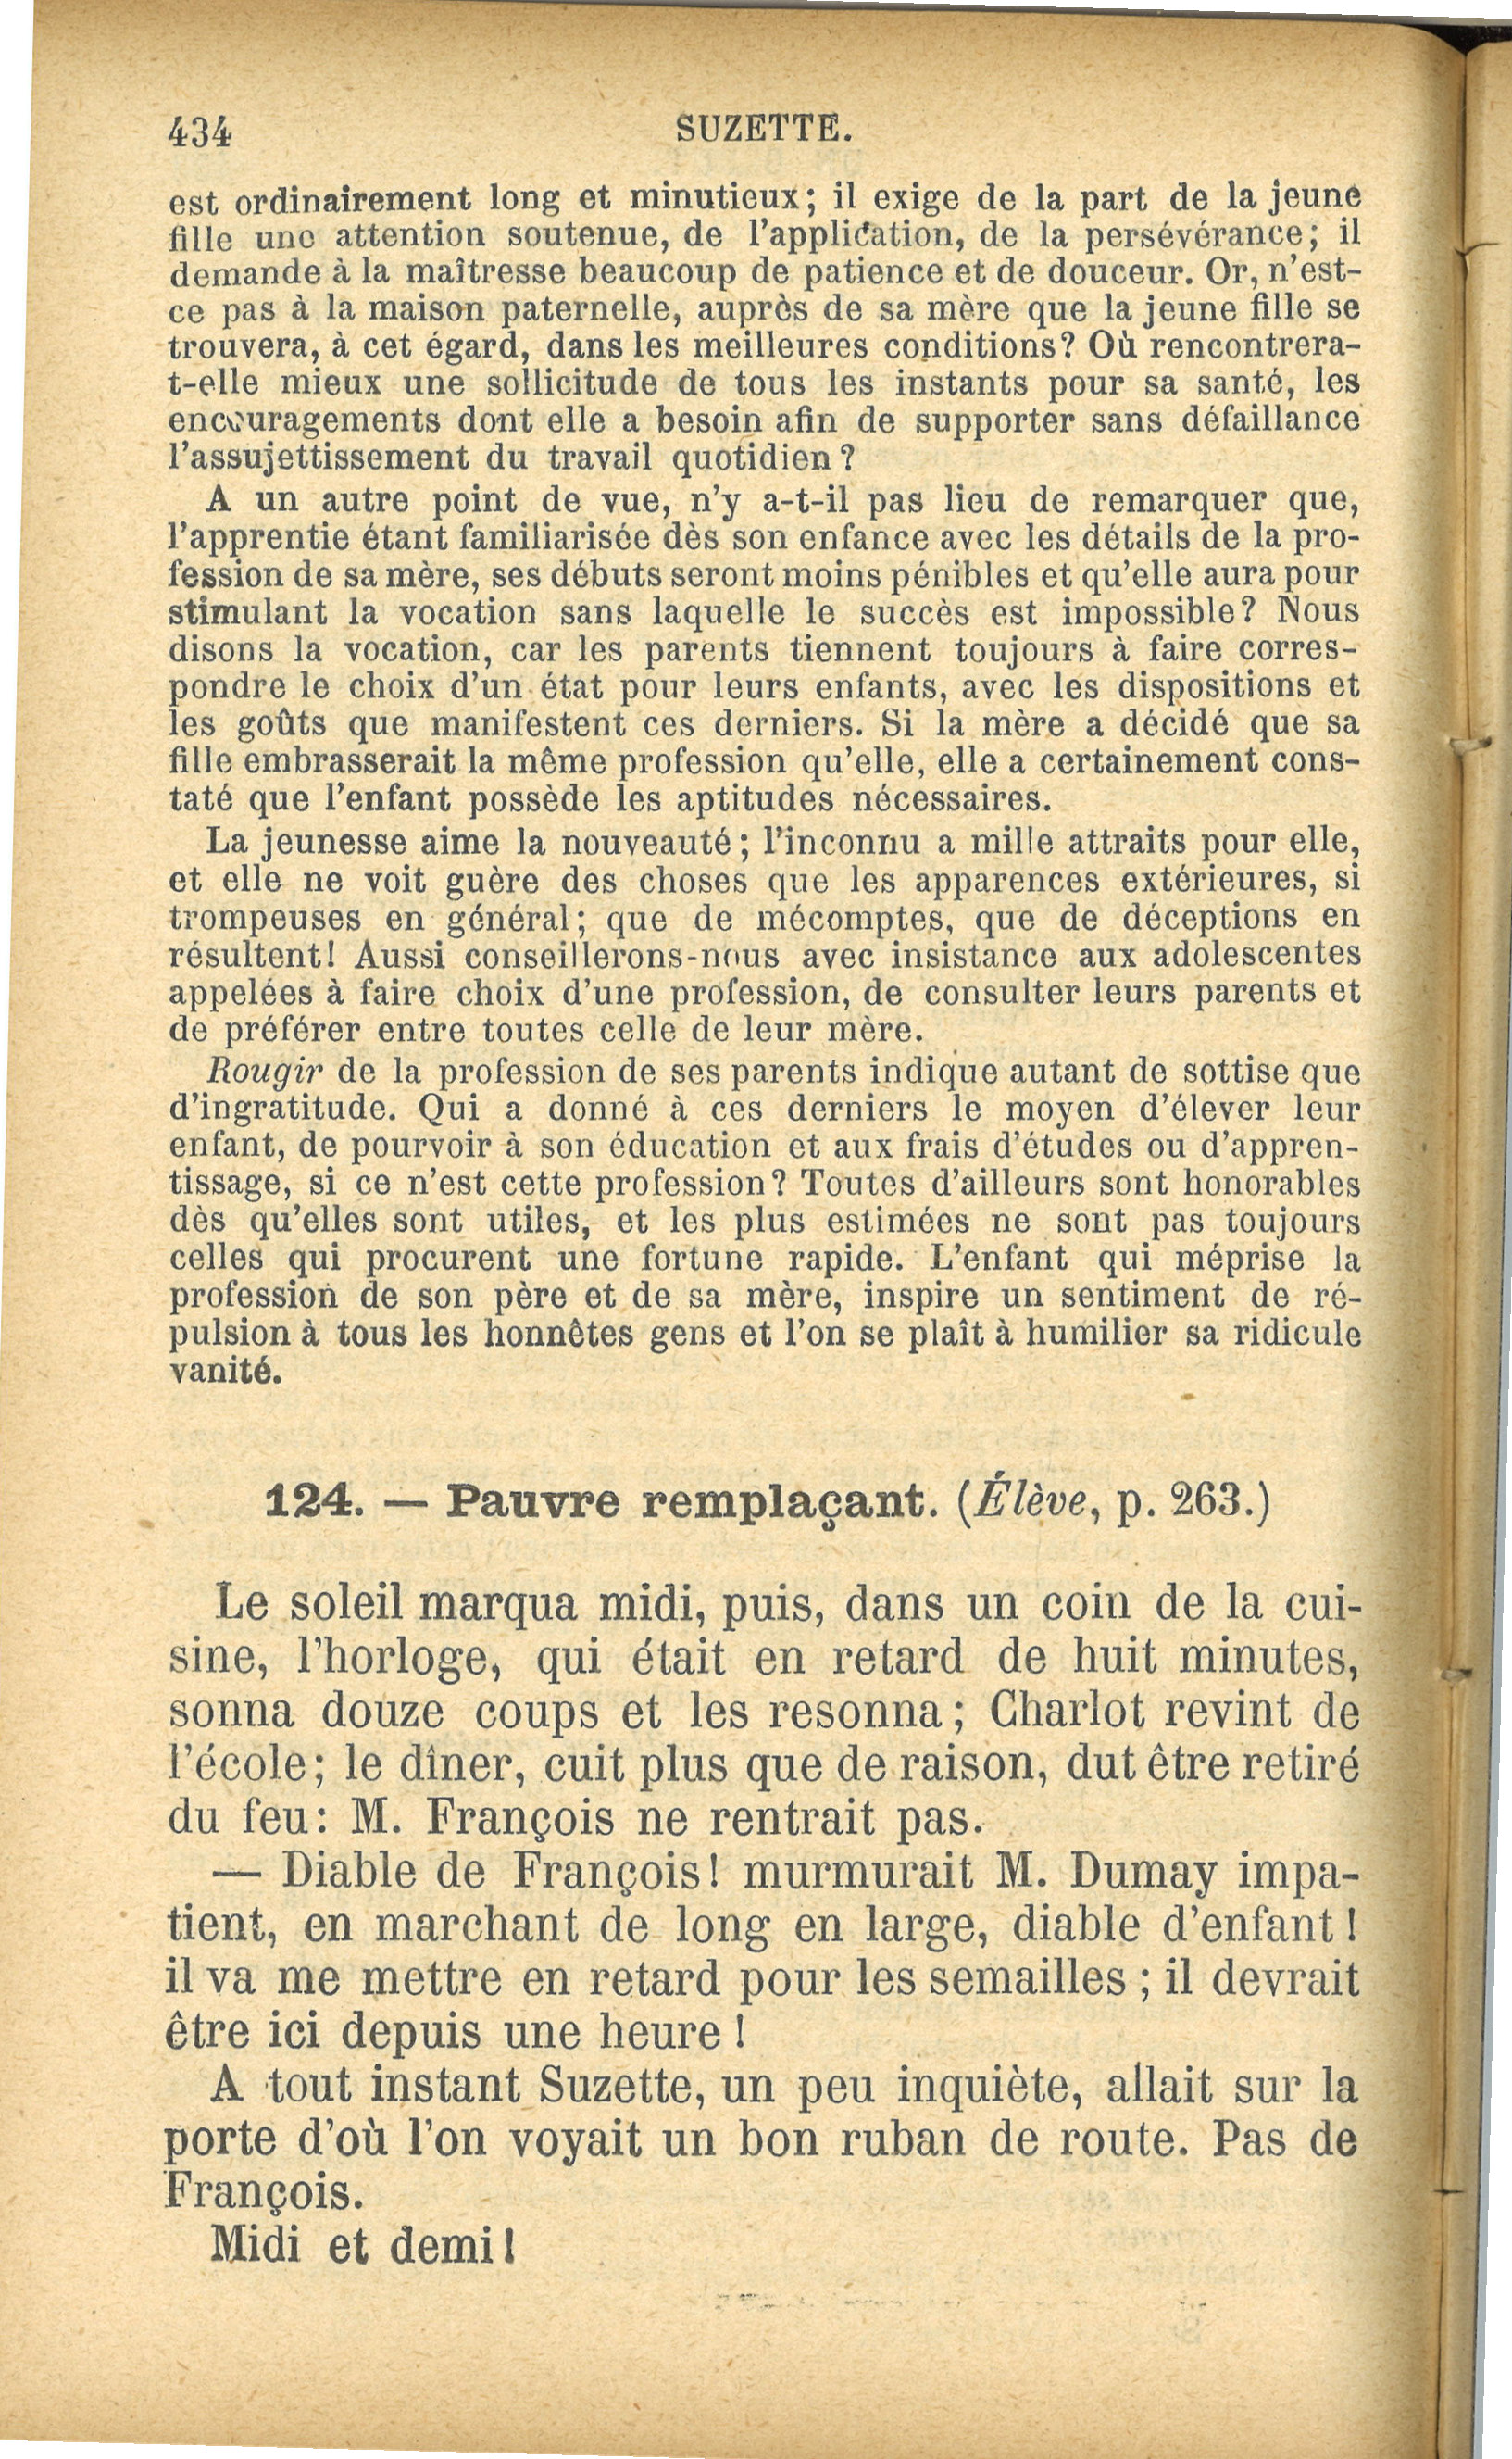 434 SUZETTE.
est ordinairement long et minutieux; il exige de la part de la jeune
fille une attention soutenue, de l'application, de la persévérance; il
demande à la maîtresse beaucoup de patience et de douceur. Or, n'est-
ce pas à la maison paternelle, auprès de sa mère que la jeune fille se
trouvera, à cet égard, dans les meilleures conditions? Où rencontrera-
t-elle mieux une sollicitude de tous les instants pour sa santé, les
encouragements dont elle a besoin afin de supporter sans défaillance
l'assujettissement du travail quotidien?
A un autre point de vue, n'y a-t-il pas lieu de remarquer que,
l'apprentie étant familiarisée dès son enfance avec les détails de la pro-
fession de sa mère, ses débuts seront moins pénibles et qu'elle aura pour
stimulant la vocation sans laquelle le succès est impossible? Nous
disons la vocation, car les parents tiennent toujours à faire corres-
pondre le choix d'un état pour leurs enfants, avec les dispositions et
les goûts que manifestent ces derniers. Si la mère a décidé que sa
fille embrasserait la même profession qu'elle, elle a certainement cons-
taté que l'enfant possède les aptitudes nécessaires.
La jeunesse aime la nouveauté; l'inconnu a mille attraits pour elle,
et elle ne voit guère des choses que les apparences extérieures, si
trompeuses en général; que de mécomptes, que de déceptions en
résultent! Aussi conseillerons-nous avec insistance aux adolescentes
appelées à faire choix d'une profession, de consulter leurs parents et
de préférer entre toutes celle de leur mère.
Rougir de la profession de ses parents indique autant de sottise que
d'ingratitude. Qui a donné à ces derniers le moyen d'élever leur
enfant, de pourvoir à son éducation et aux frais d'études ou d'appren-
tissage, si ce n'est cette profession? Toutes d'ailleurs sont honorables
dès qu'elles sont utiles, et les plus estimées ne sont pas toujours
celles qui procurent une fortune rapide. L'enfant qui méprise la
profession de son père et de sa mère, inspire un sentiment de ré-
pulsion à tous les honnêtes gens et l'on se plaît à humilier sa ridicule
vanité.
124. — Pauvre remplaçant. (Élève, p. 263.)
Le soleil marqua midi, puis, dans un coin de la cui-
sine, l'horloge, qui était en retard de huit minutes,
sonna douze coups et les resonna; Charlot revint de
l'école; le dîner, cuit plus que de raison, dut être retiré
du feu: M. François ne rentrait pas.
— Diable de François! murmurait M. Dumay impa-
tient, en marchant de long en large, diable d'enfant!
il va me mettre en retard pour les semailles; il devrait
être ici depuis une heure!
A tout instant Suzette, un peu inquiète, allait sur la
porte d'où l'on voyait un bon ruban de route. Pas de
François.
Midi et demi!